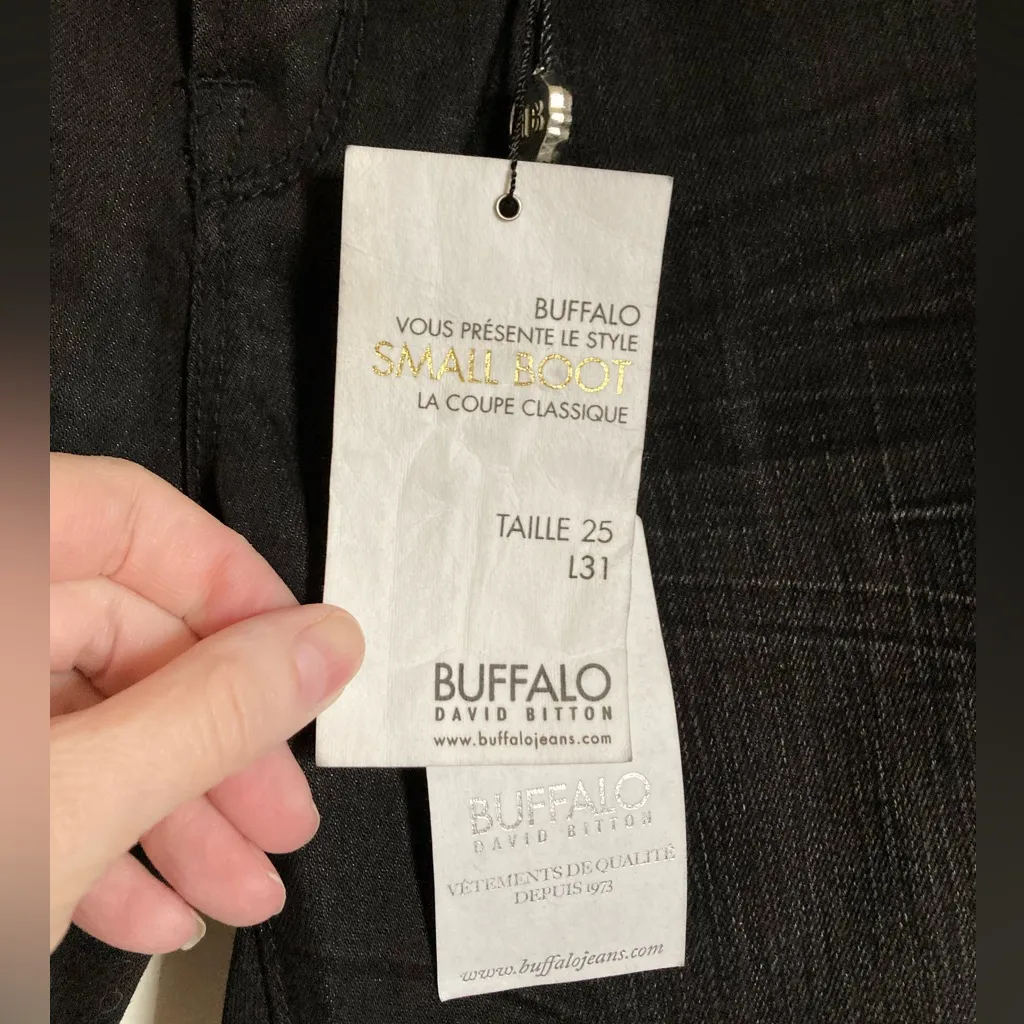 BUFFALO
VOUS PRÉSENTE LE STYLE
SMALL BOOT
LA COUPE CLASSIQUE
TAILLE 25
L31
BUFFALO
DAVID BITTON
www.buffalojeans.com
BUFFALO
DAVID BITTON
VÊTEMENTS DE QUALITÉ
DEPUIS 1973
www.buffalojeans.com